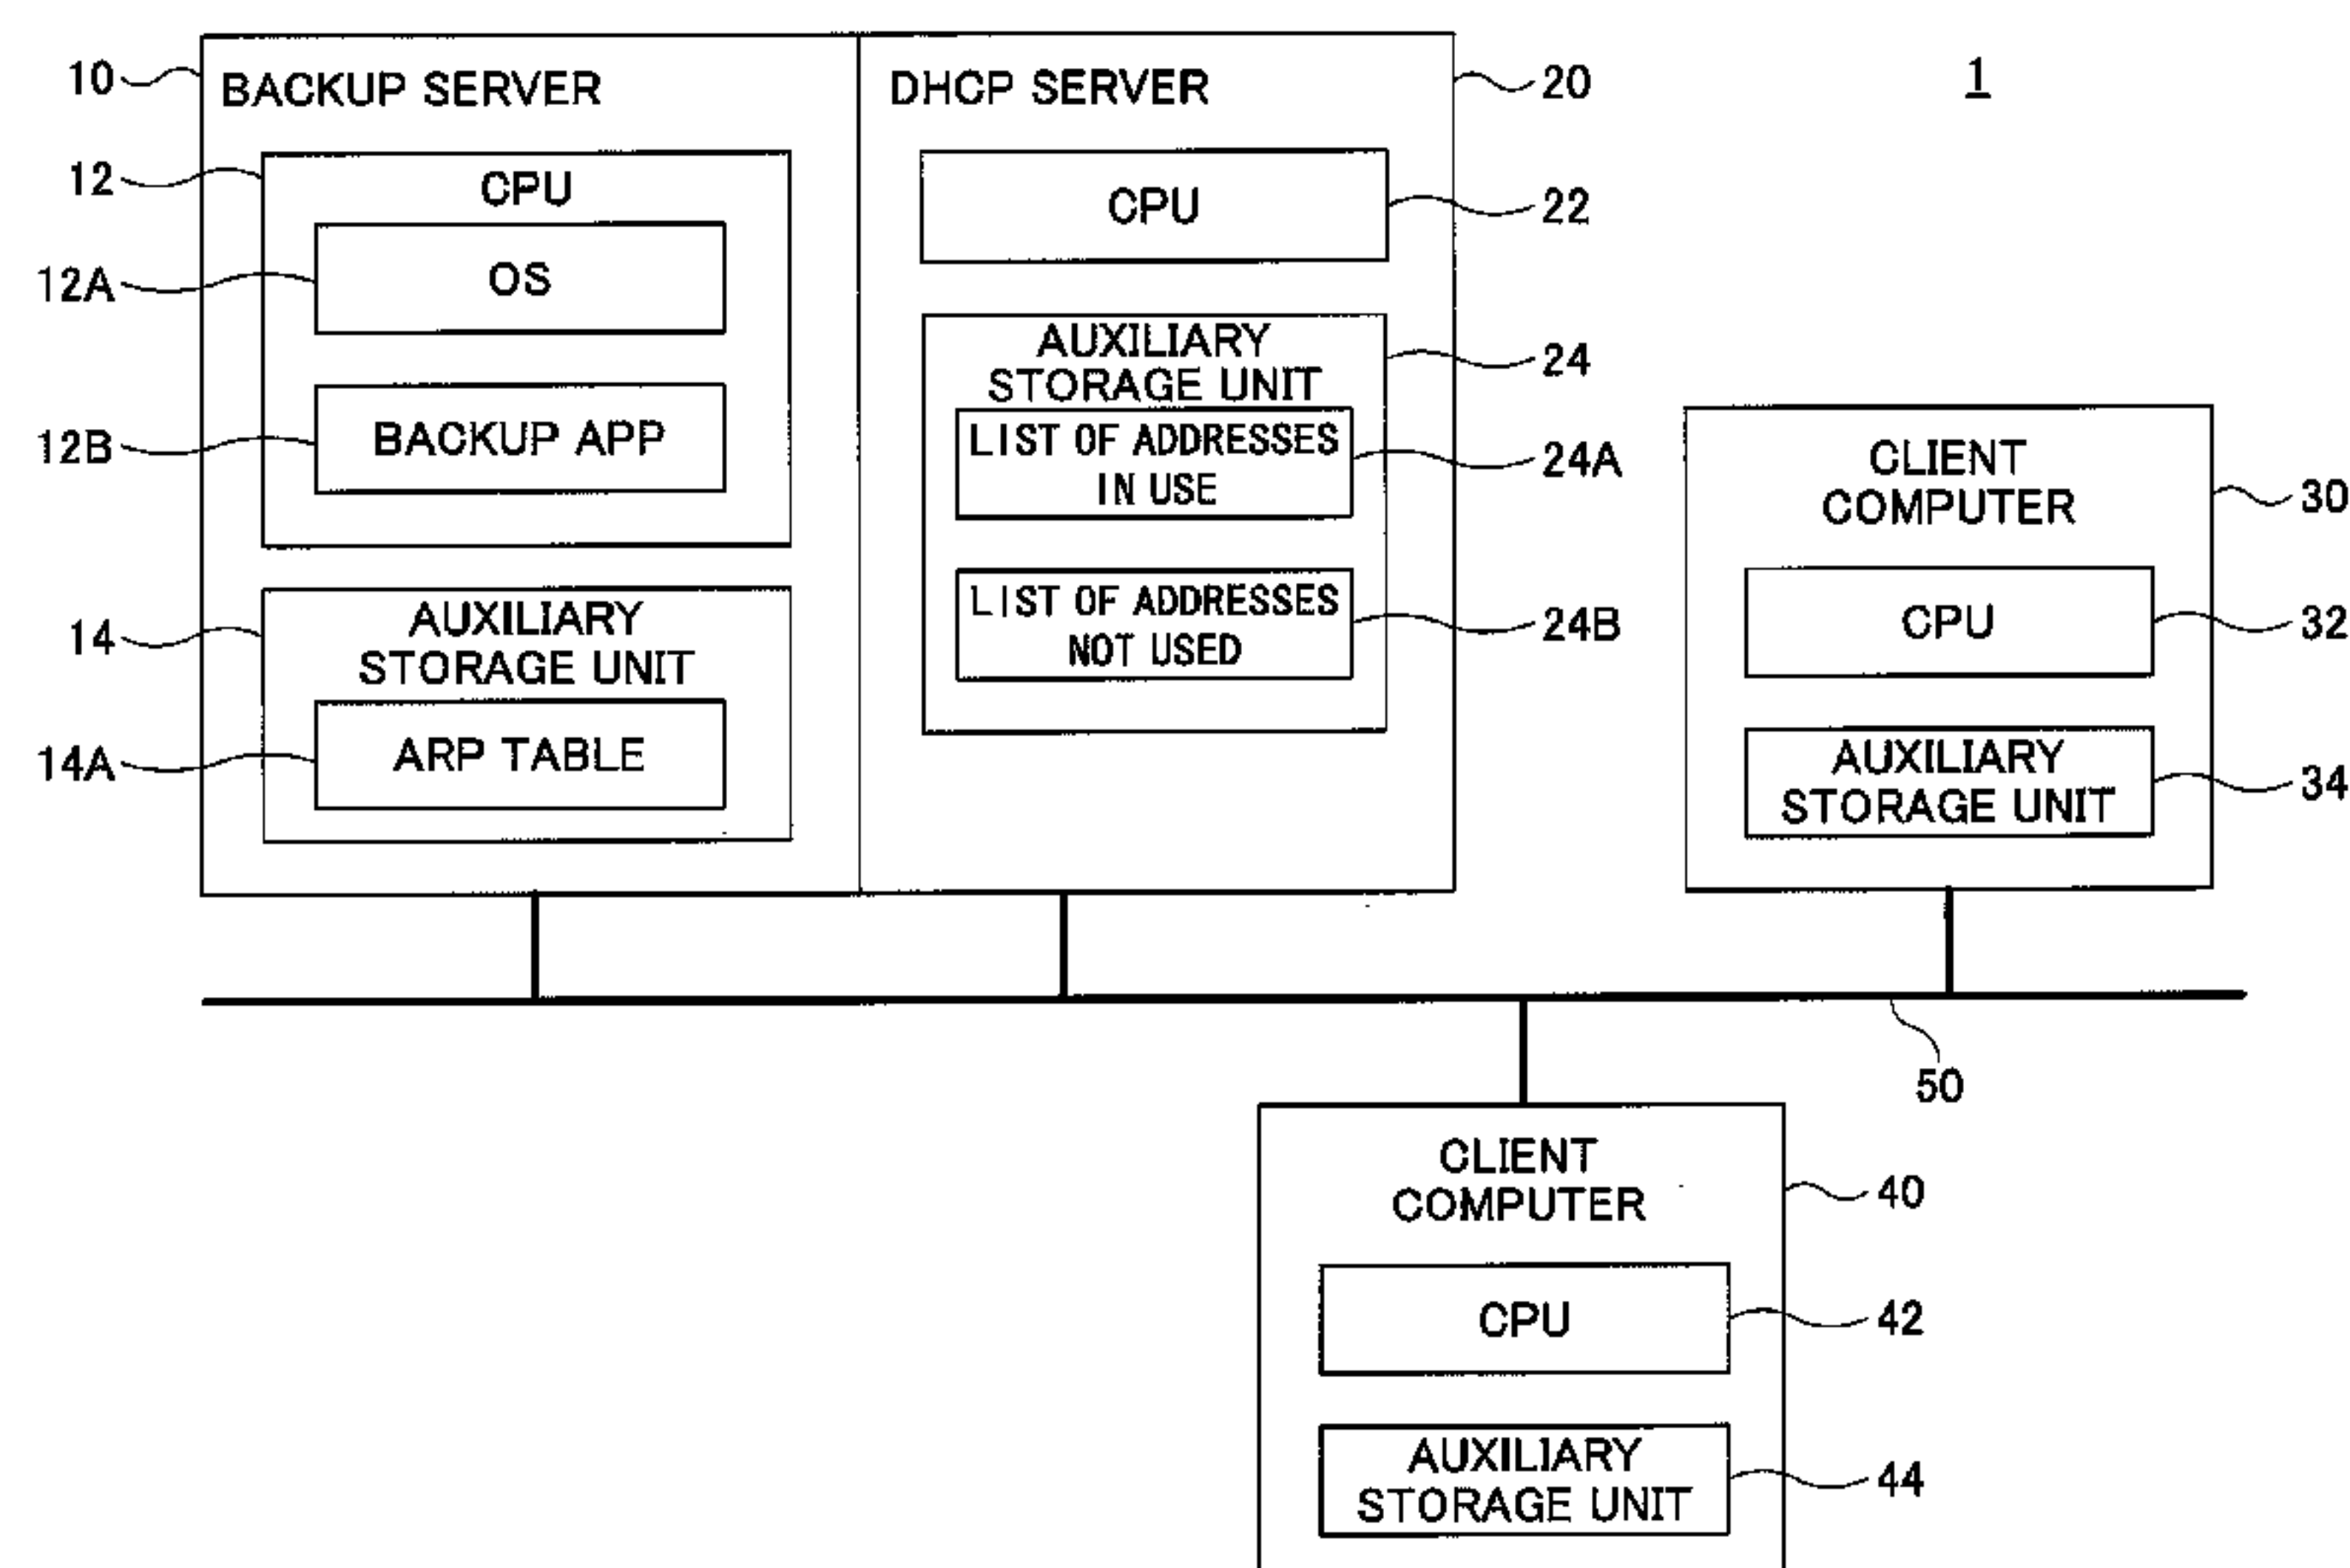 10
BACKUP SERVER
DHCP SERVER
20
1
12
CPU
CPU
22
12A
OS
AUXILIARY
STORAGE UNIT
24
12B
BACKUP APP
LIST OF ADDRESSES
IN USE
24A
CLIENT
COMPUTER
30
14
AUXILIARY
STORAGE UNIT
LIST OF ADDRESSES
NOT USED
24B
CPU
32
14A
ARP TABLE
AUXILIARY
STORAGE UNIT
34
50
CLIENT
COMPUTER
40
CPU
42
AUXILIARY
STORAGE UNIT
44